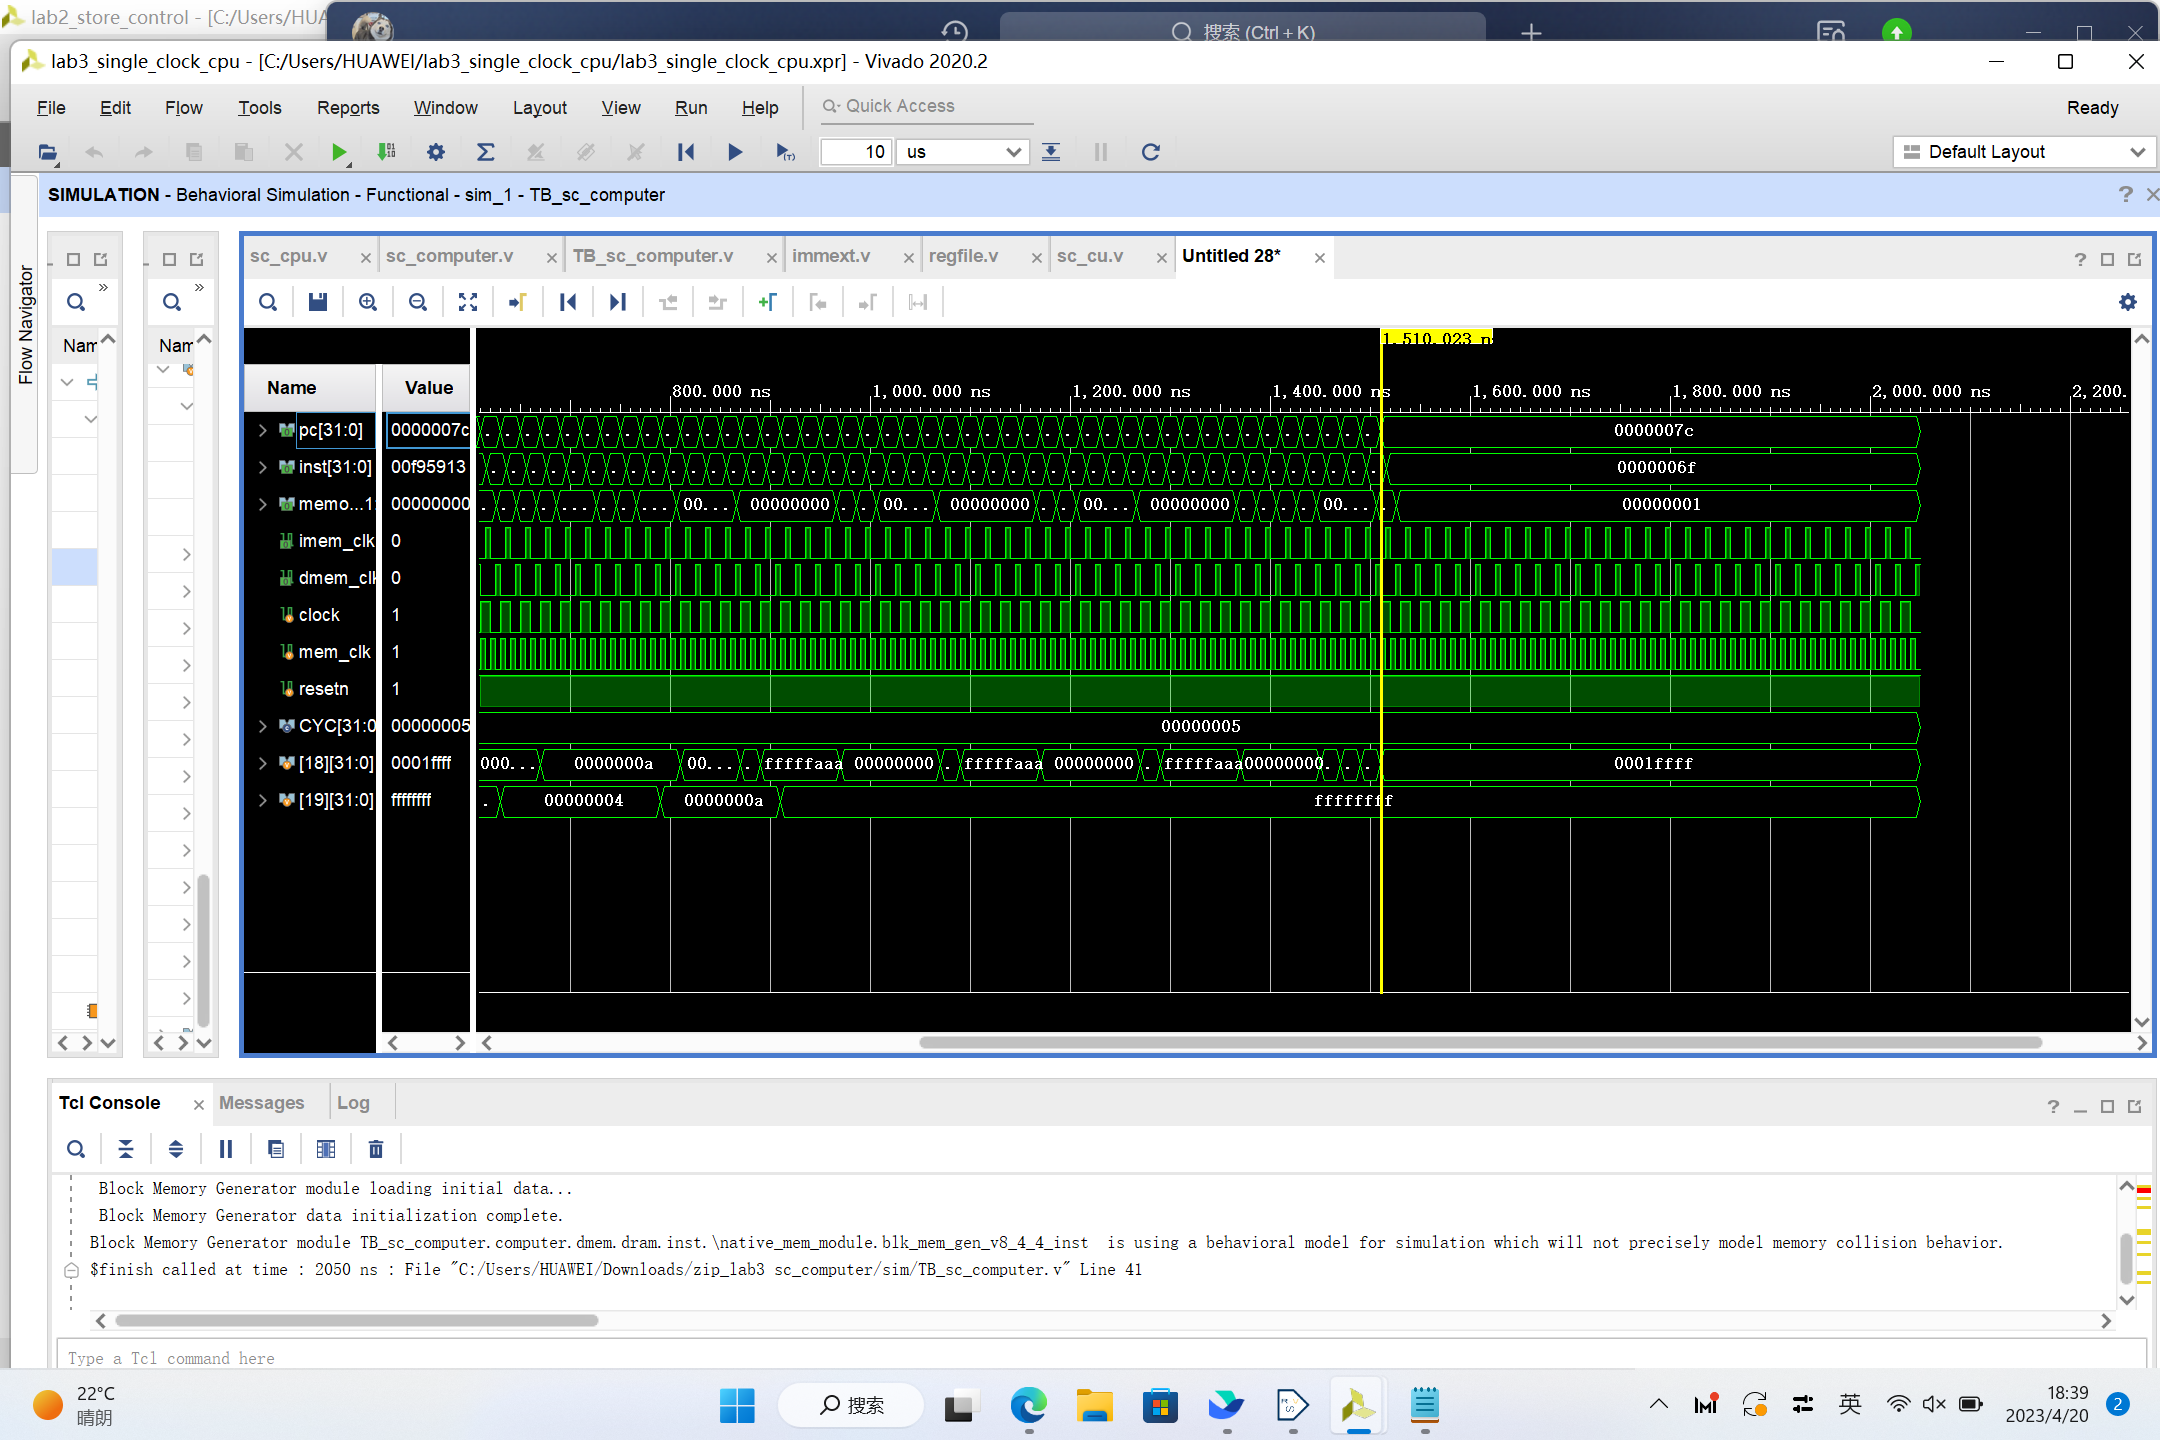 lab2_store_control - [C:/Users/HUA
搜索 (Ctrl + K)
lab3_single_clock_cpu - [C:/Users/HUAWEI/lab3_single_clock_cpu/lab3_single_clock_cpu.xpr] - Vivado 2020.2
File Edit Flow Tools Reports Window Layout View Run Help Quick Access Ready
10 us Default Layout
SIMULATION - Behavioral Simulation - Functional - sim_1 - TB_sc_computer
Flow Navigator
sc_cpu.v sc_computer.v TB_sc_computer.v immext.v regfile.v sc_cu.v Untitled 28*
Nam Nam
1,510.023 n
Name Value 800.000 ns 1,000.000 ns 1,200.000 ns 1,400.000 ns 1,600.000 ns 1,800.000 ns 2,000.000 ns 2,200.
pc[31:0] 0000007c 0000007c
inst[31:0] 00f95913 0000006f
memo...1: 00000000 ... ... 00... 00000000 00... 00000000 00... 00000000 00... 00000001
imem_clk 0
dmem_clk 0
clock 1
mem_clk 1
resetn 1
CYC[31:0 00000005 00000005
[18][31:0] 0001ffff 000... 0000000a 00... fffffaaa 00000000 fffffaaa 00000000 fffffaaa 00000000 0001ffff
[19][31:0] ffffffff 00000004 0000000a ffffffff
Tcl Console Messages Log
Block Memory Generator module loading initial data...
Block Memory Generator data initialization complete.
Block Memory Generator module TB_sc_computer.computer.dmem.dram.inst.\native_mem_module.blk_mem_gen_v8_4_4_inst is using a behavioral model for simulation which will not precisely model memory collision behavior.
$finish called at time : 2050 ns : File "C:/Users/HUAWEI/Downloads/zip_lab3 sc_computer/sim/TB_sc_computer.v" Line 41
Type a Tcl command here
22°C
晴朗
搜索
英
18:39
2023/4/20
2